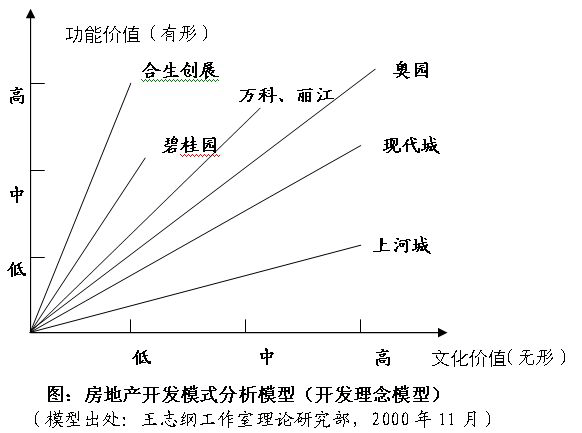 功能价值（有形）
合生创展
奥园
高
万科、丽江
碧桂园
现代城
中
上河城
低
低
中
高
文化价值（无形）
图：房地产开发模式分析模型（开发理念模型）
（模型出处：王志纲工作室理论研究部，2000年11月）